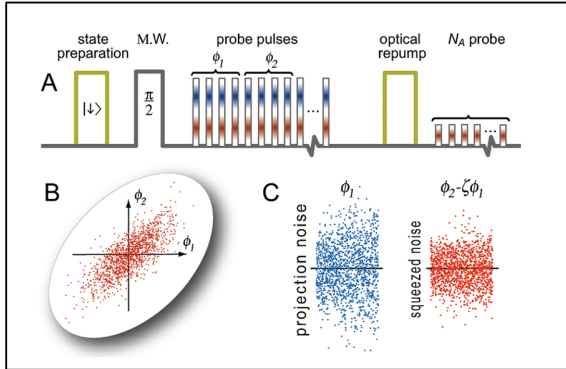 state preparation
M.W.
probe pulses
optical repump
N_A probe
ϕ₁
ϕ₂
A
|↓⟩
π/2
...
...
B
ϕ₂
ϕ₁
C
ϕ₁
ϕ₂-ζϕ₁
projection noise
squeezed noise